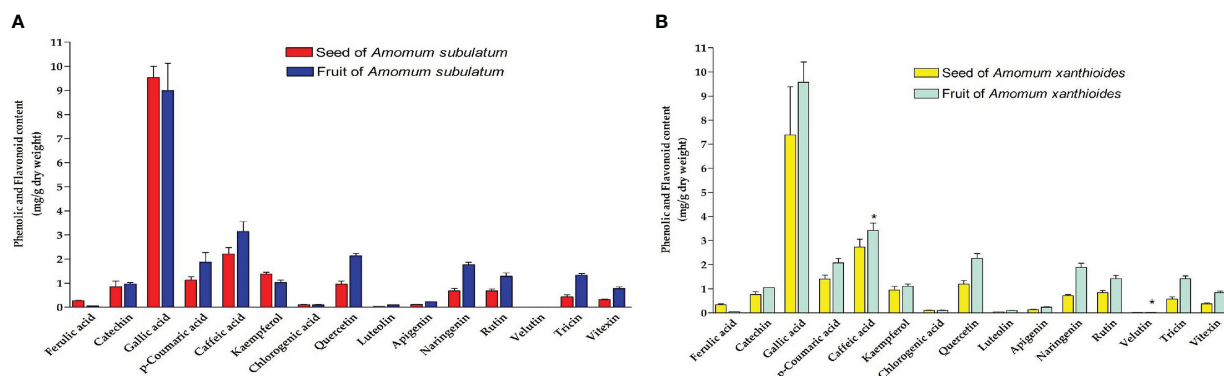 A
Phenolic and Flavonoid content
(mg/g dry weight)
11
10
9
8
7
6
5
4
3
2
1
0
Seed of Amomum subulatum
Fruit of Amomum subulatum
Ferulic acid
Catechin
Gallic acid
p-Coumaric acid
Caffeic acid
Kaempferol
Chlorogenic acid
Quercetin
Luteolin
Apigenin
Naringenin
Rutin
Velutin
Tricin
Vitexin
B
Phenolic and Flavonoid content
(mg/g dry weight)
11
10
9
8
7
6
5
4
3
2
1
0
Seed of Amomum xanthioides
Fruit of Amomum xanthioides
*
*
Ferulic acid
Catechin
Gallic acid
p-Coumaric acid
Caffeic acid
Kaempferol
Chlorogenic acid
Quercetin
Luteolin
Apigenin
Naringenin
Rutin
Velutin
Tricin
Vitexin